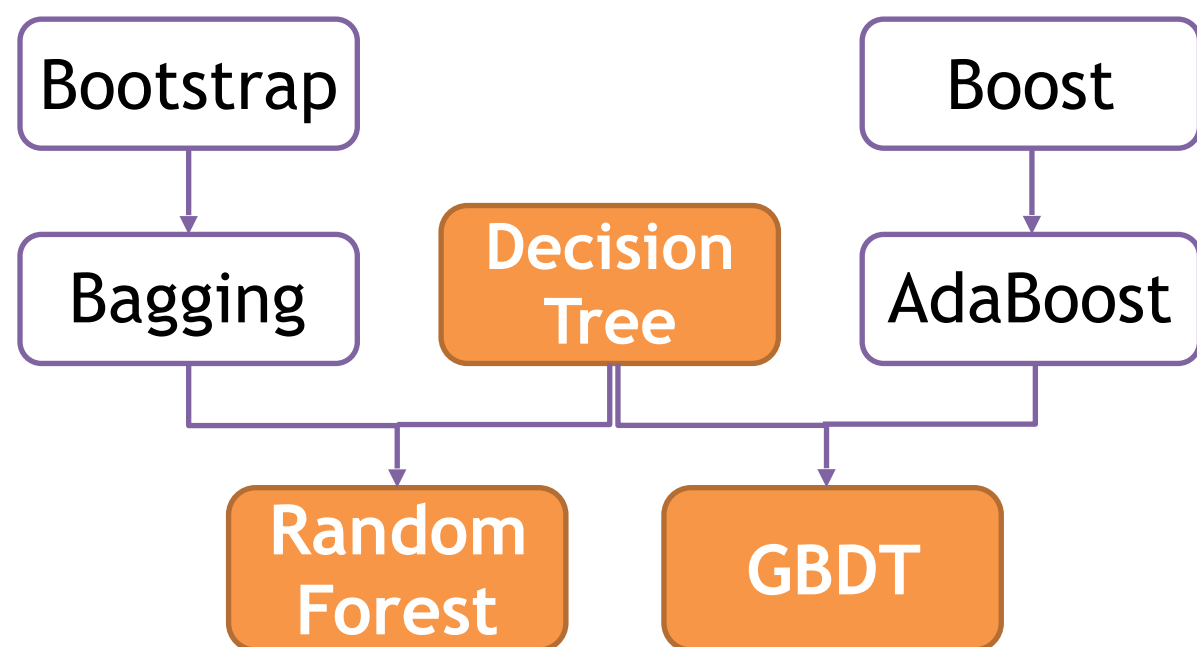 Bootstrap
Boost
Bagging
Decision
Tree
AdaBoost
Random
Forest
GBDT